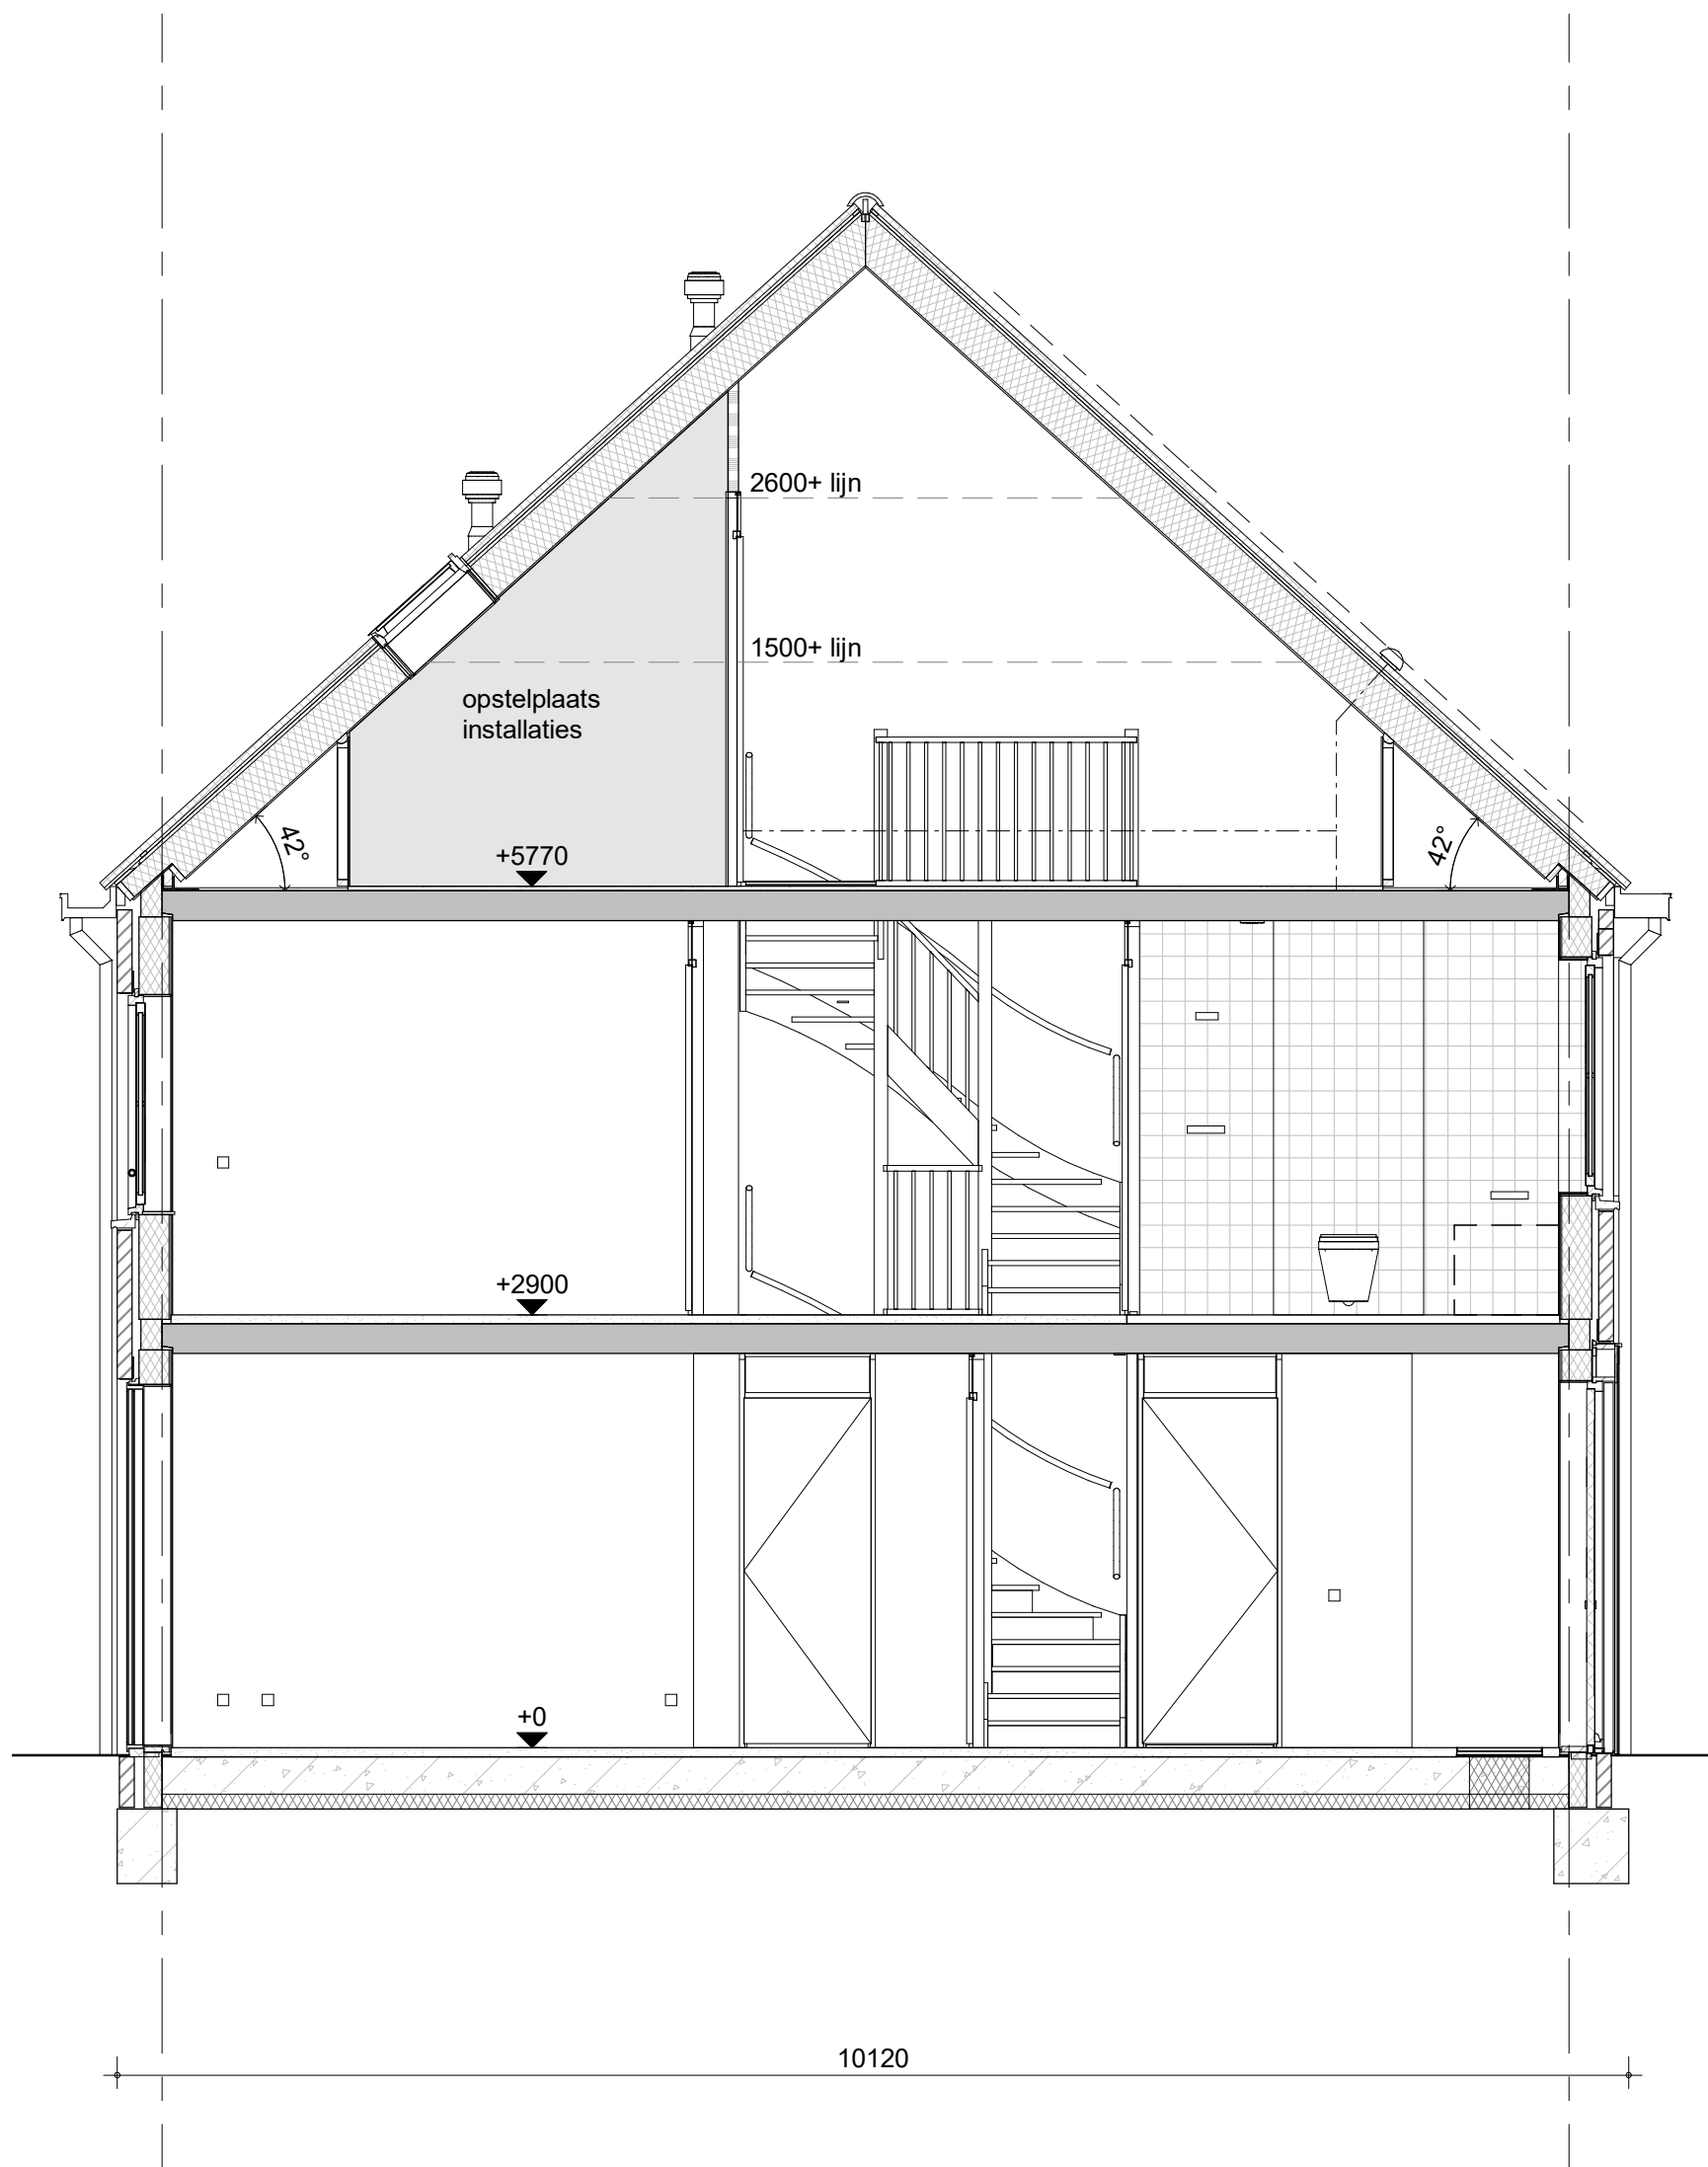 2600+ lijn
1500+ lijn
opstelplaats
installaties
42°
+5770
42°
+2900
+0
10120